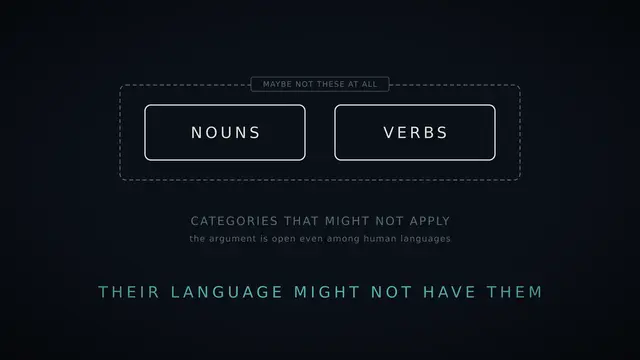 MAYBE NOT THESE AT ALL
NOUNS
VERBS
CATEGORIES THAT MIGHT NOT APPLY
the argument is open even among human languages
THEIR LANGUAGE MIGHT NOT HAVE THEM